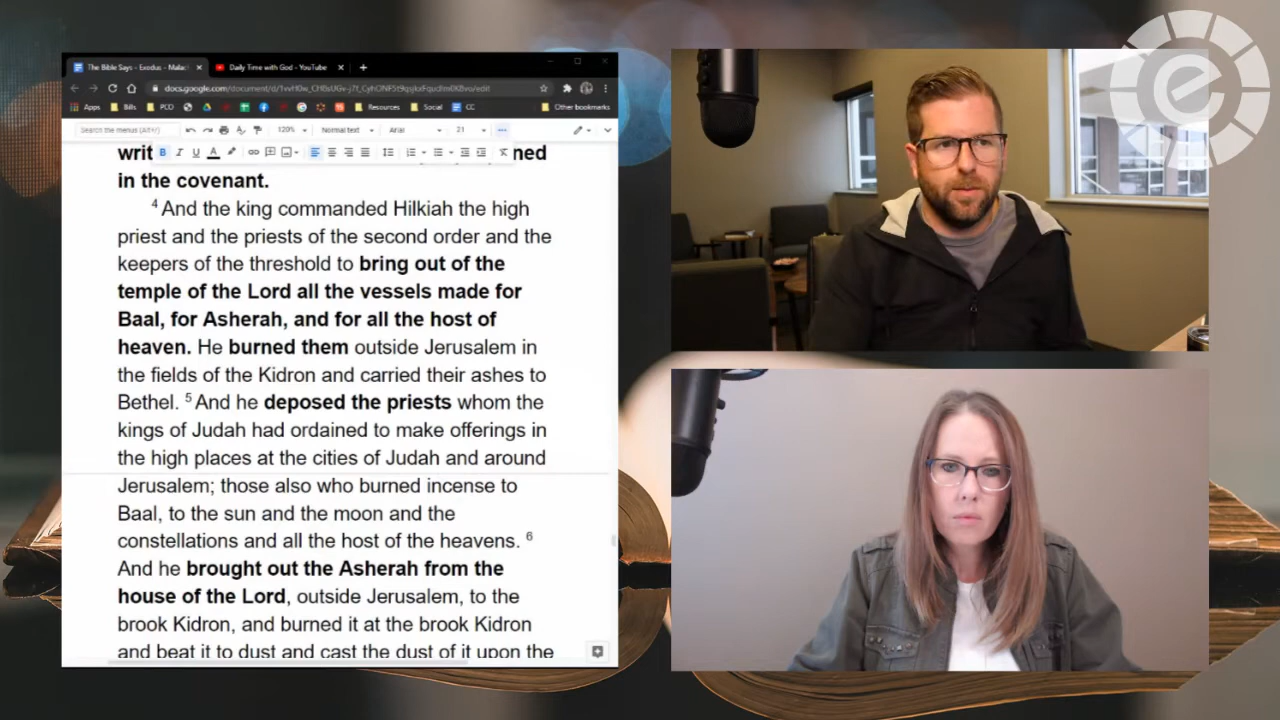 The Bible Says - Exodus - Malac
Daily Time with God - YouTube
Apps Bills PCO Resources Social CC Other bookmarks
Search the menus (Alt+/) 120% Normal text Arial 21
writ ned
in the covenant.
4 And the king commanded Hilkiah the high
priest and the priests of the second order and the
keepers of the threshold to bring out of the
temple of the Lord all the vessels made for
Baal, for Asherah, and for all the host of
heaven. He burned them outside Jerusalem in
the fields of the Kidron and carried their ashes to
Bethel. 5 And he deposed the priests whom the
kings of Judah had ordained to make offerings in
the high places at the cities of Judah and around
Jerusalem; those also who burned incense to
Baal, to the sun and the moon and the
constellations and all the host of the heavens. 6
And he brought out the Asherah from the
house of the Lord, outside Jerusalem, to the
brook Kidron, and burned it at the brook Kidron
and beat it to dust and cast the dust of it upon the
e